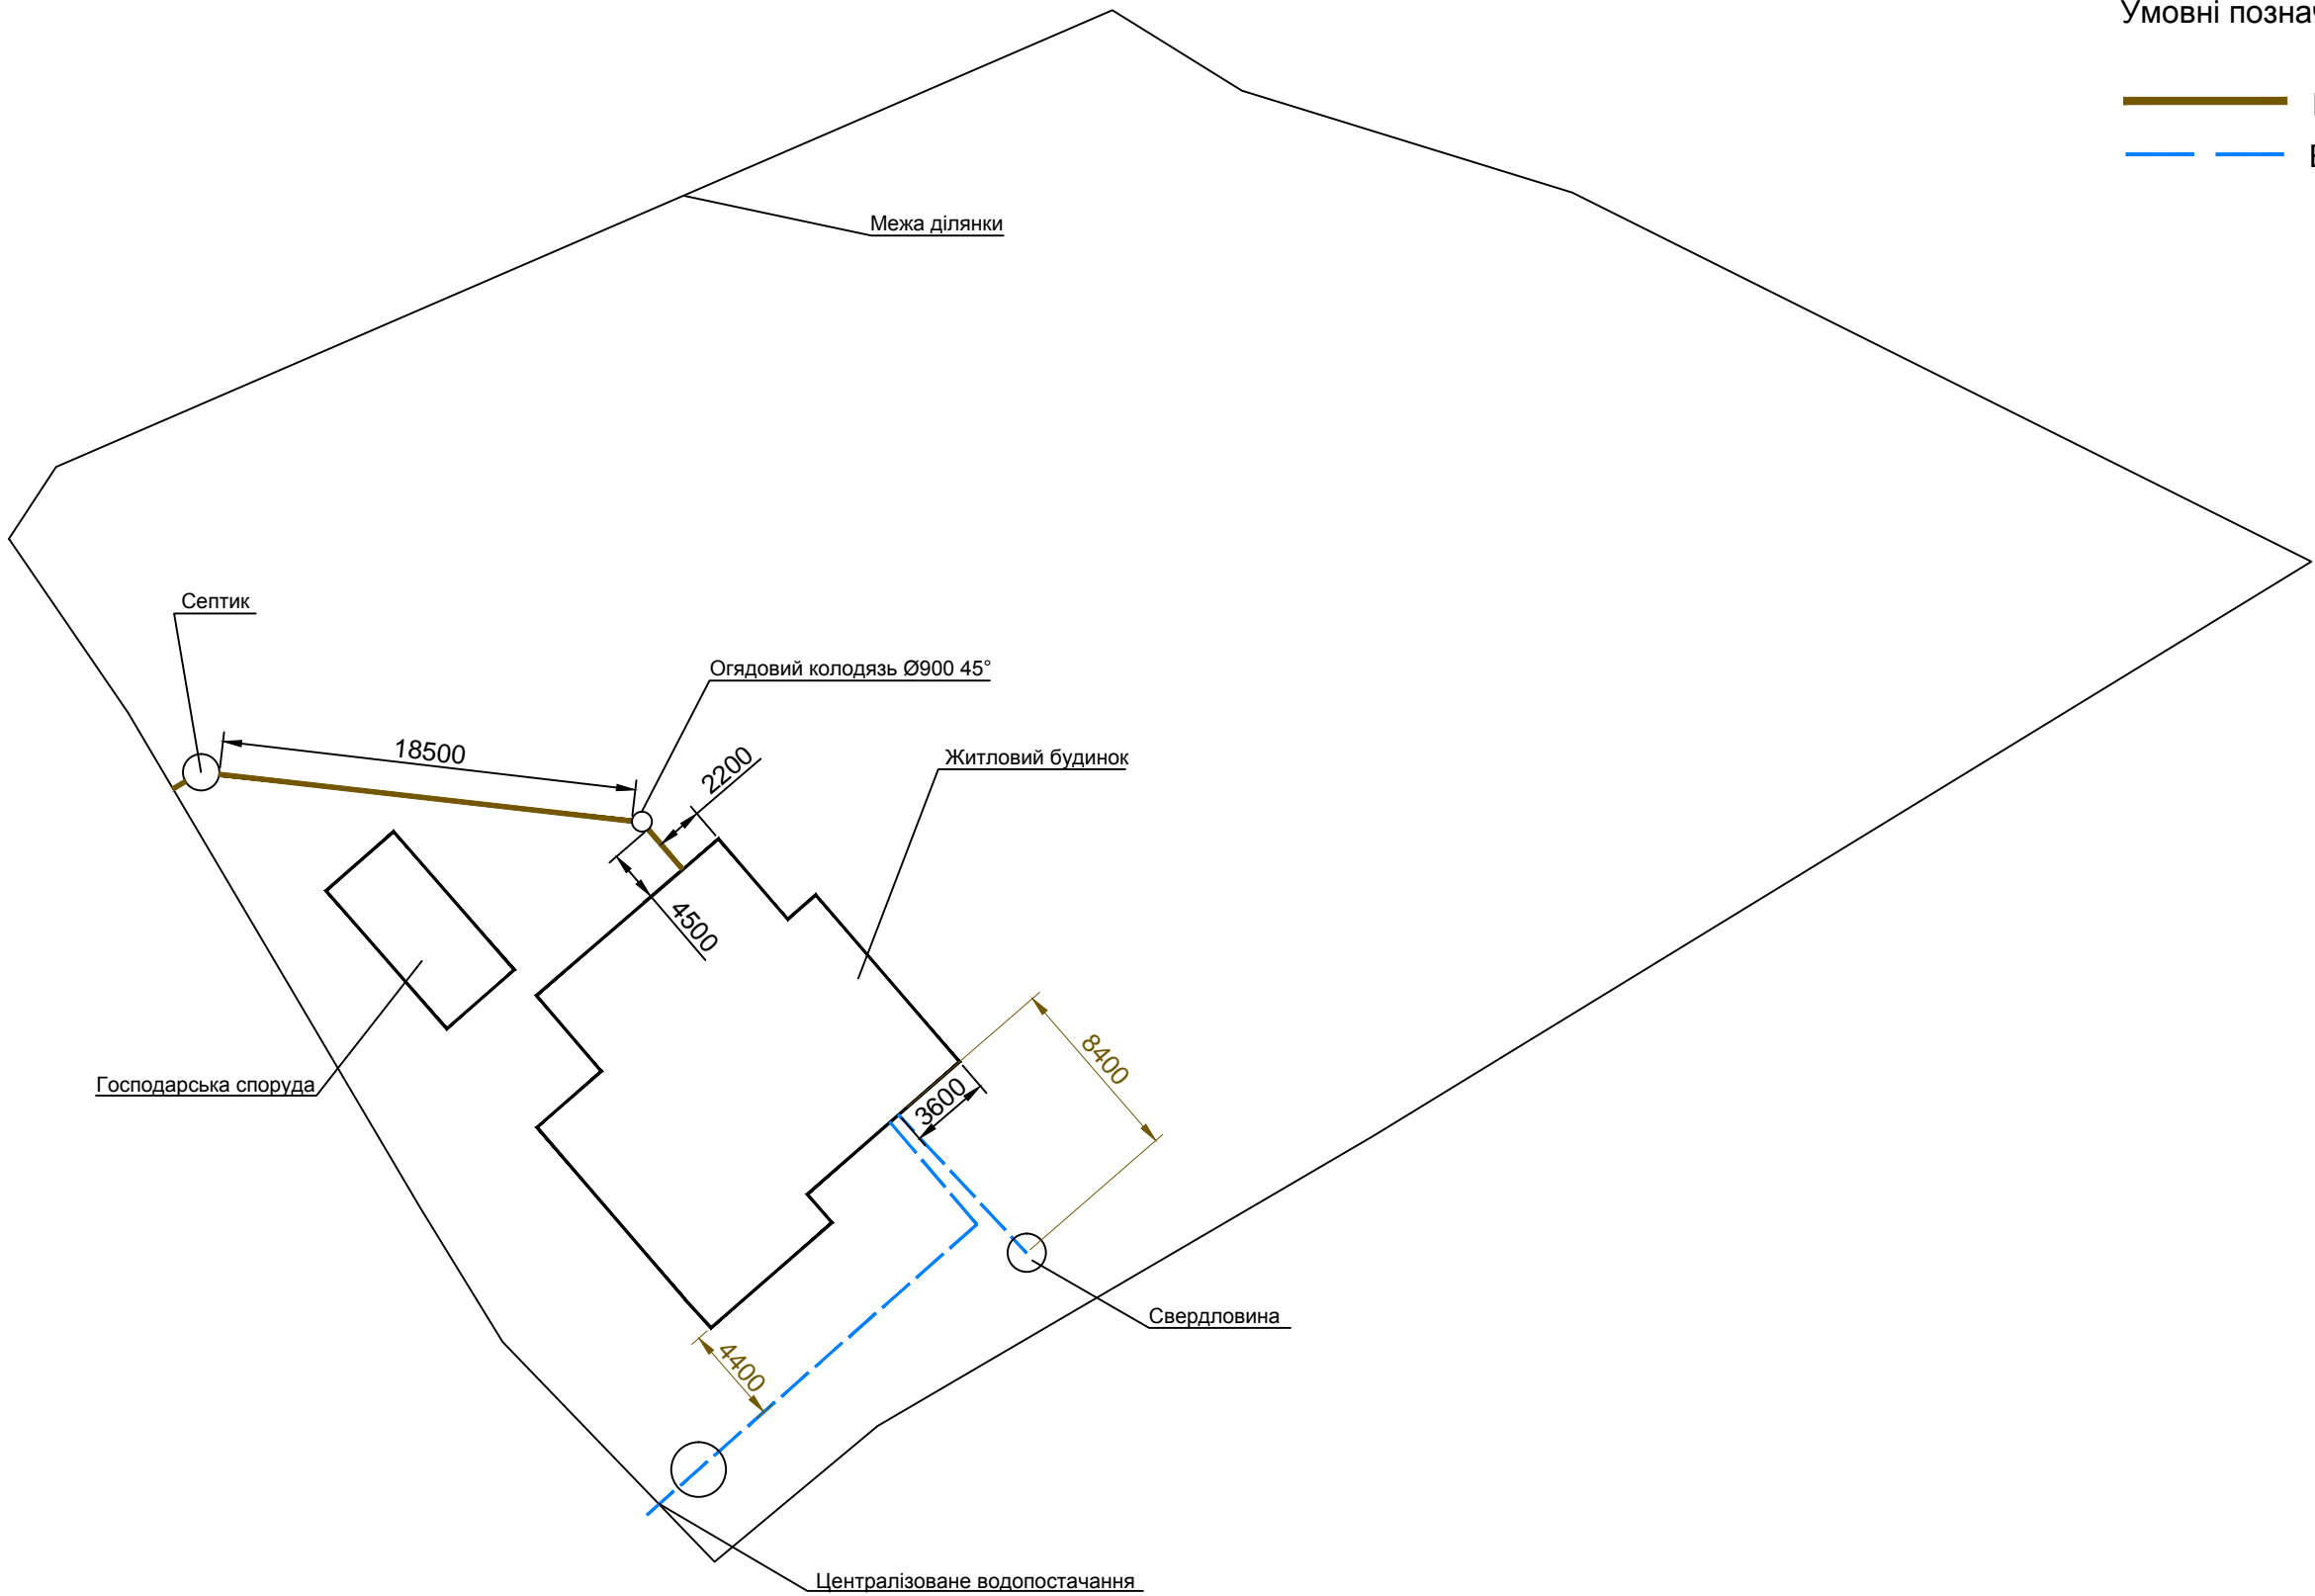 Умовні познач
Межа ділянки
Септик
Огядовий колодязь Ø900 45°
18500
2200
Житловий будинок
4500
8400
3600
Господарська споруда
Свердловина
4400
Централізоване водопостачання